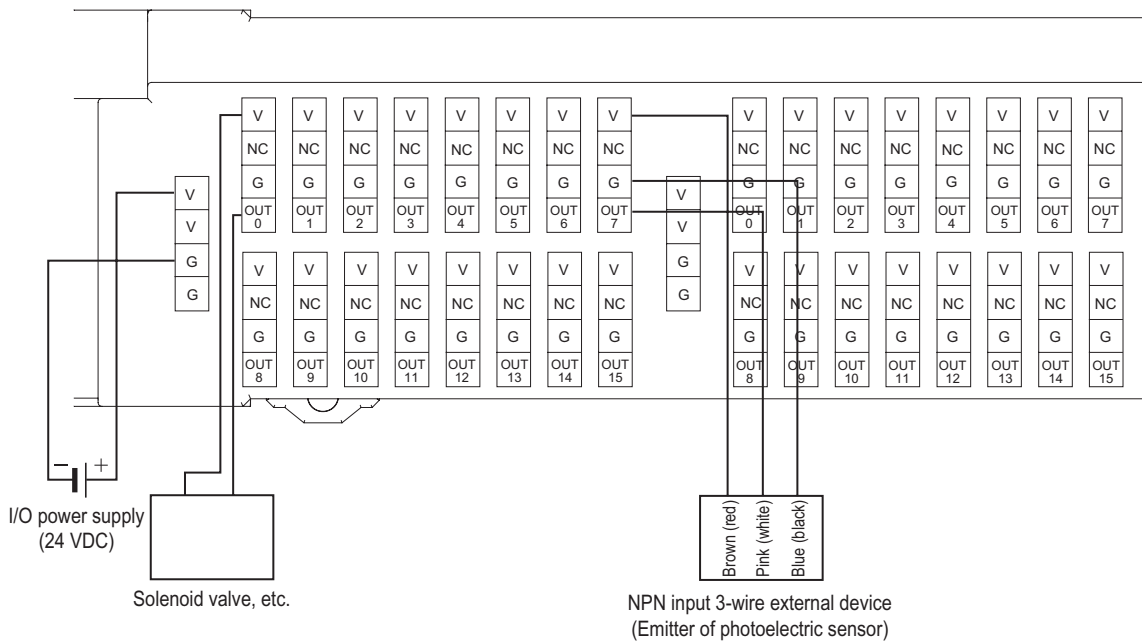 V V V V V V V V V V V V V V V V
NC NC NC NC NC NC NC NC NC NC NC NC NC NC NC NC
G G G G G G G G G G G G G G G G
OUT OUT OUT OUT OUT OUT OUT OUT OUT OUT OUT OUT OUT OUT OUT OUT
0 1 2 3 4 5 6 7 0 1 2 3 4 5 6 7
V V
V V
G G
G G
V V V V V V V V V V V V V V V V
NC NC NC NC NC NC NC NC NC NC NC NC NC NC NC NC
G G G G G G G G G G G G G G G G
OUT OUT OUT OUT OUT OUT OUT OUT OUT OUT OUT OUT OUT OUT OUT OUT
8 9 10 11 12 13 14 15 8 9 10 11 12 13 14 15
− +
I/O power supply
(24 VDC)
Solenoid valve, etc.
Brown (red)
Pink (white)
Blue (black)
NPN input 3-wire external device
(Emitter of photoelectric sensor)